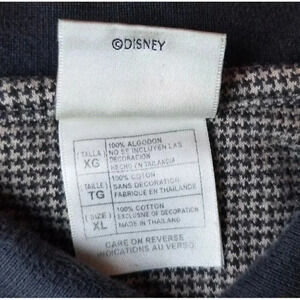 ©DISNEY
( TALLA )
XG
100% ALGODON
NO SE INCLUYEN LAS
DECORACION
HECHO EN TAILANDIA
( TAILLE )
TG
100% COTON
SANS DECORATION
FABRIQUE EN THAILANDE
( SIZE )
XL
100% COTTON
EXCLUSIVE OF DECORATION
MADE IN THAILAND
CARE ON REVERSE
INDICATIONS AU VERSO